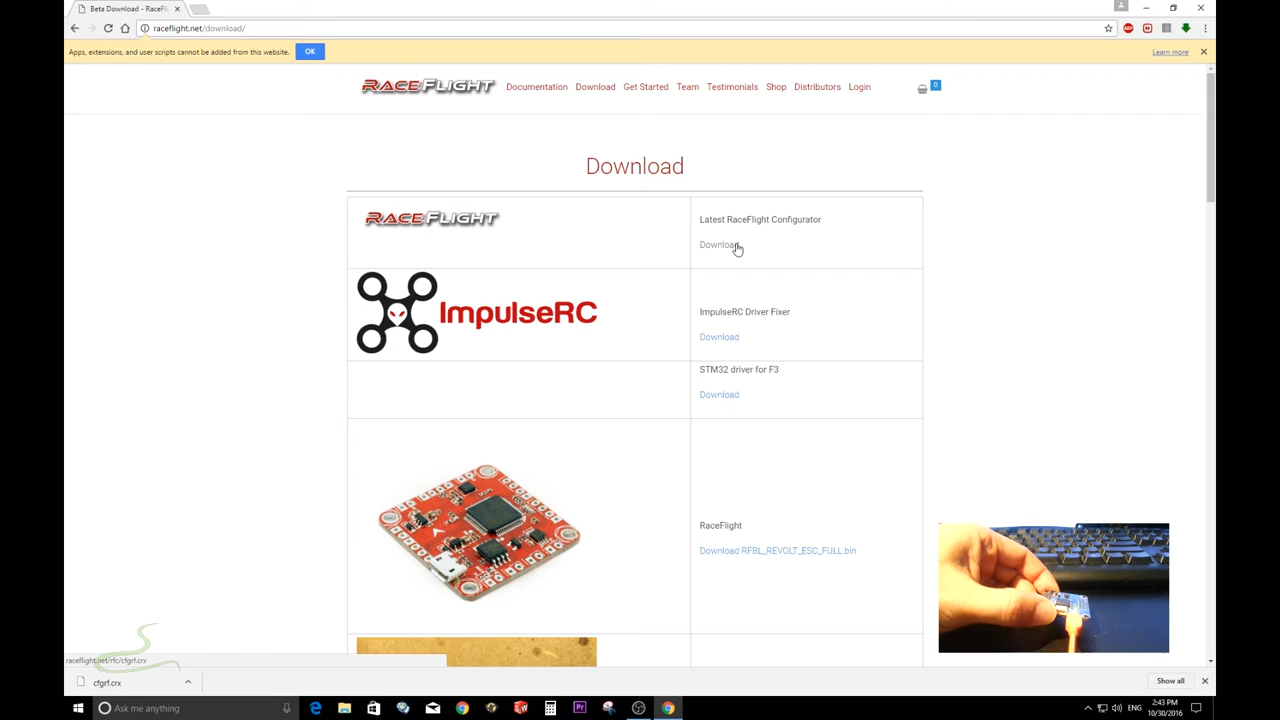 Beta Download - RaceFl
raceflight.net/download/
Apps, extensions, and user scripts cannot be added from this website.
OK
Learn more
RACEFLIGHT
Documentation
Download
Get Started
Team
Testimonials
Shop
Distributors
Login
0
Download
RACEFLIGHT
Latest RaceFlight Configurator
Download
ImpulseRC
ImpulseRC Driver Fixer
Download
STM32 driver for F3
Download
RaceFlight
Download RFBL_REVOLT_ESC_FULL.bin
raceflight.net/rfc/cfgrf.crx
cfgrf.crx
Show all
Ask me anything
ENG
2:43 PM
10/30/2016